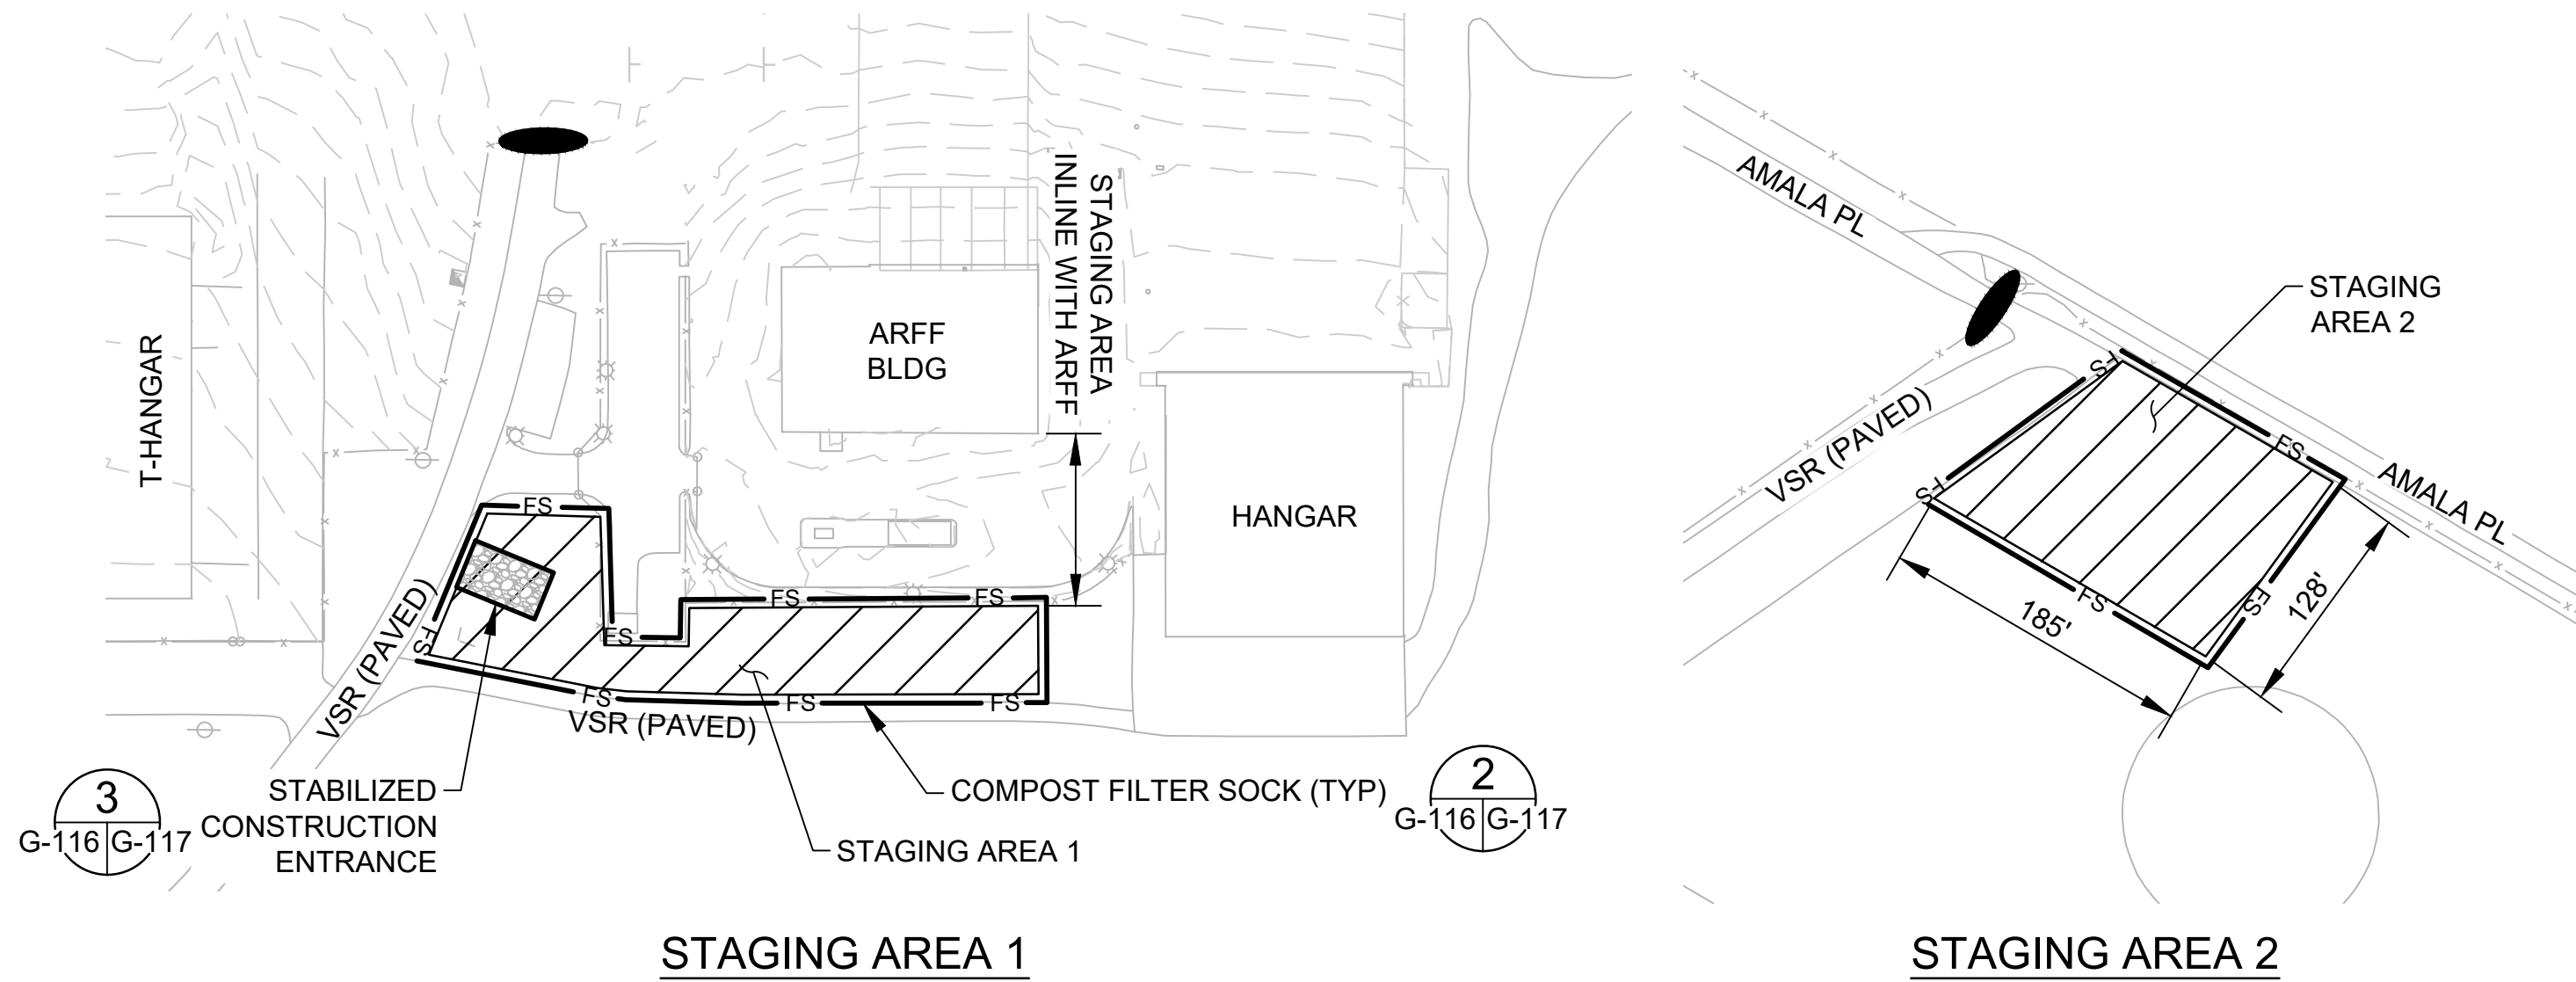 T-HANGAR
ARFF
BLDG
STAGING AREA
INLINE WITH ARFF
HANGAR
FS
FS
FS
FS
FS
FS
FS
FS
VSR (PAVED)
VSR (PAVED)
3
G-116 G-117
STABILIZED
CONSTRUCTION
ENTRANCE
COMPOST FILTER SOCK (TYP)
2
G-116 G-117
STAGING AREA 1
STAGING AREA 1
AMALA PL
STAGING
AREA 2
VSR (PAVED)
FS
FS
FS
FS
FS
AMALA PL
185'
128'
STAGING AREA 2